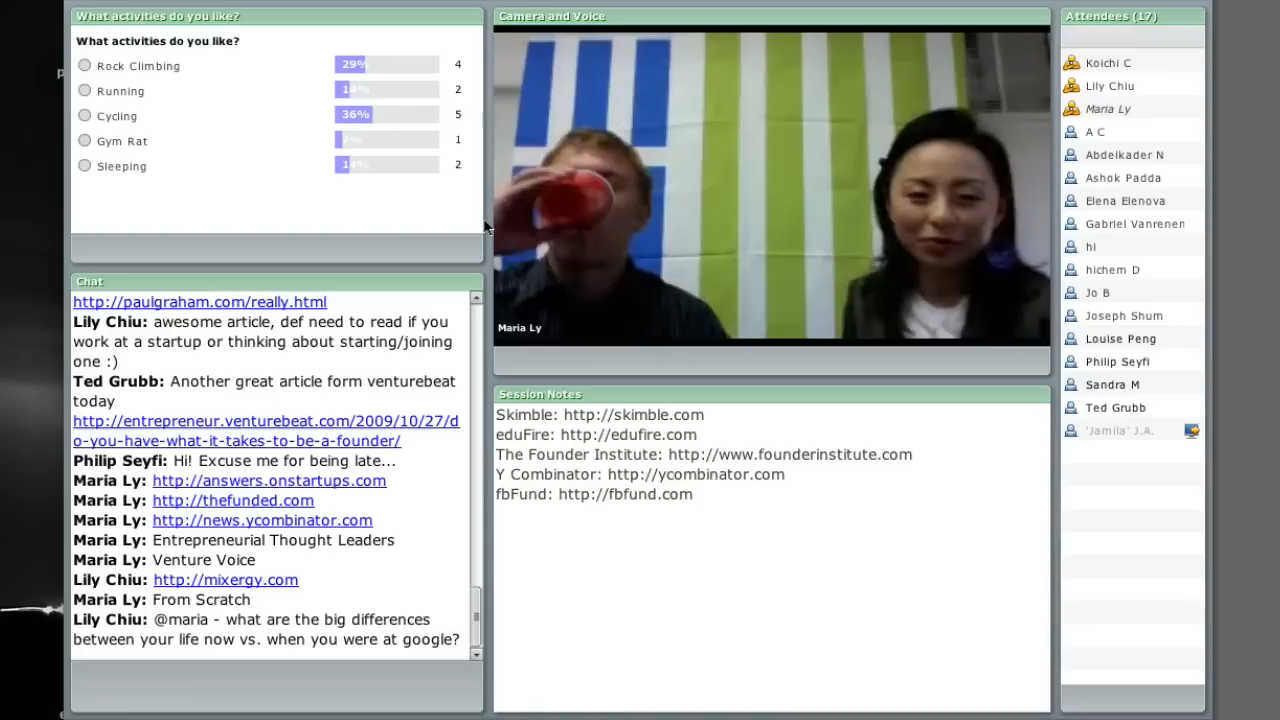 What activities do you like?
What activities do you like?
Rock Climbing 29% 4
Running 14% 2
Cycling 36% 5
Gym Rat 7% 1
Sleeping 14% 2
Chat
http://paulgraham.com/really.html
Lily Chiu: awesome article, def need to read if you
work at a startup or thinking about starting/joining
one :)
Ted Grubb: Another great article form venturebeat
today
http://entrepreneur.venturebeat.com/2009/10/27/d
o-you-have-what-it-takes-to-be-a-founder/
Philip Seyfi: Hi! Excuse me for being late...
Maria Ly: http://answers.onstartups.com
Maria Ly: http://thefunded.com
Maria Ly: http://news.ycombinator.com
Maria Ly: Entrepreneurial Thought Leaders
Maria Ly: Venture Voice
Lily Chiu: http://mixergy.com
Maria Ly: From Scratch
Lily Chiu: @maria - what are the big differences
between your life now vs. when you were at google?
Camera and Voice
Maria Ly
Session Notes
Skimble: http://skimble.com
eduFire: http://edufire.com
The Founder Institute: http://www.founderinstitute.com
Y Combinator: http://ycombinator.com
fbFund: http://fbfund.com
Attendees (17)
Koichi C
Lily Chiu
Maria Ly
A C
Abdelkader N
Ashok Padda
Elena Elenova
Gabriel Vanrenen
hi
hichem D
Jo B
Joseph Shum
Louise Peng
Philip Seyfi
Sandra M
Ted Grubb
'Jamila' J.A.